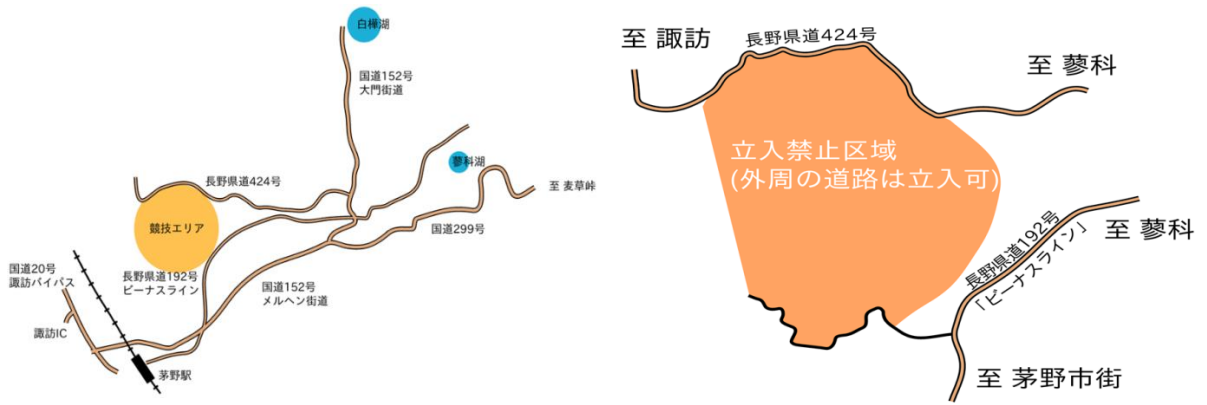 白樺湖
国道152号
大門街道
蓼科湖
長野県道424号
至 麦草峠
競技エリア
国道299号
国道20号
諏訪バイパス
長野県道192号
ビーナスライン
国道152号
メルヘン街道
諏訪IC
茅野駅
至 諏訪
長野県道424号
至 蓼科
立入禁止区域
(外周の道路は立入可)
長野県道192号
「ビーナスライン」
至 蓼科
至 茅野市街